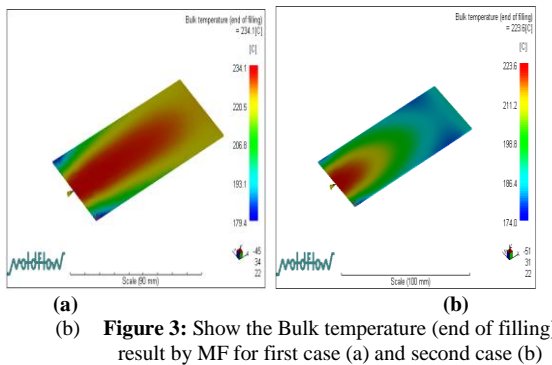 Bulk temperature (end of filling)
= 234.1[C]
[C]
234.1
220.5
206.8
193.1
179.4
-45
34
22
moldflow
Scale (90 mm)
Bulk temperature (end of filling)
= 223.6[C]
[C]
223.6
211.2
198.8
186.4
174.0
-51
31
22
moldflow
Scale (100 mm)
(a) (b)
(b) Figure 3: Show the Bulk temperature (end of filling)
result by MF for first case (a) and second case (b)